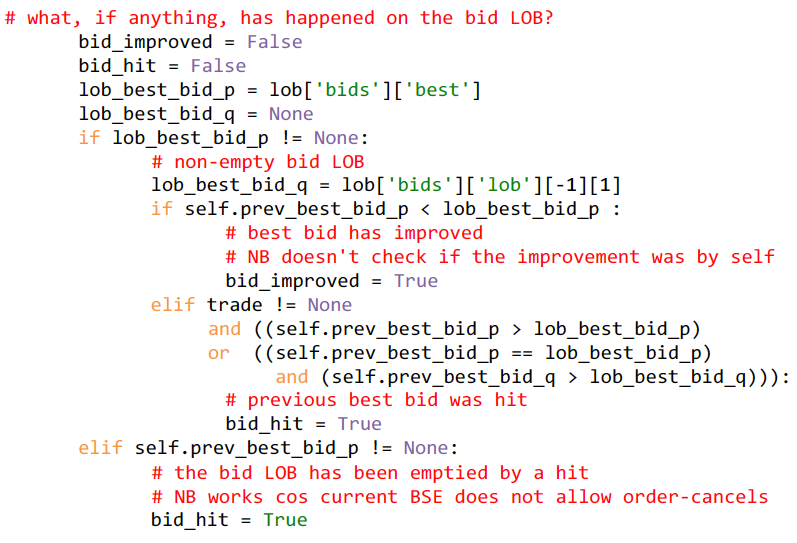 # what, if anything, has happened on the bid LOB?
bid_improved = False
bid_hit = False
lob_best_bid_p = lob['bids']['best']
lob_best_bid_q = None
if lob_best_bid_p != None:
# non-empty bid LOB
lob_best_bid_q = lob['bids']['lob'][-1][1]
if self.prev_best_bid_p < lob_best_bid_p :
# best bid has improved
# NB doesn't check if the improvement was by self
bid_improved = True
elif trade != None
and ((self.prev_best_bid_p > lob_best_bid_p)
or ((self.prev_best_bid_p == lob_best_bid_p)
and (self.prev_best_bid_q > lob_best_bid_q))):
# previous best bid was hit
bid_hit = True
elif self.prev_best_bid_p != None:
# the bid LOB has been emptied by a hit
# NB works cos current BSE does not allow order-cancels
bid_hit = True